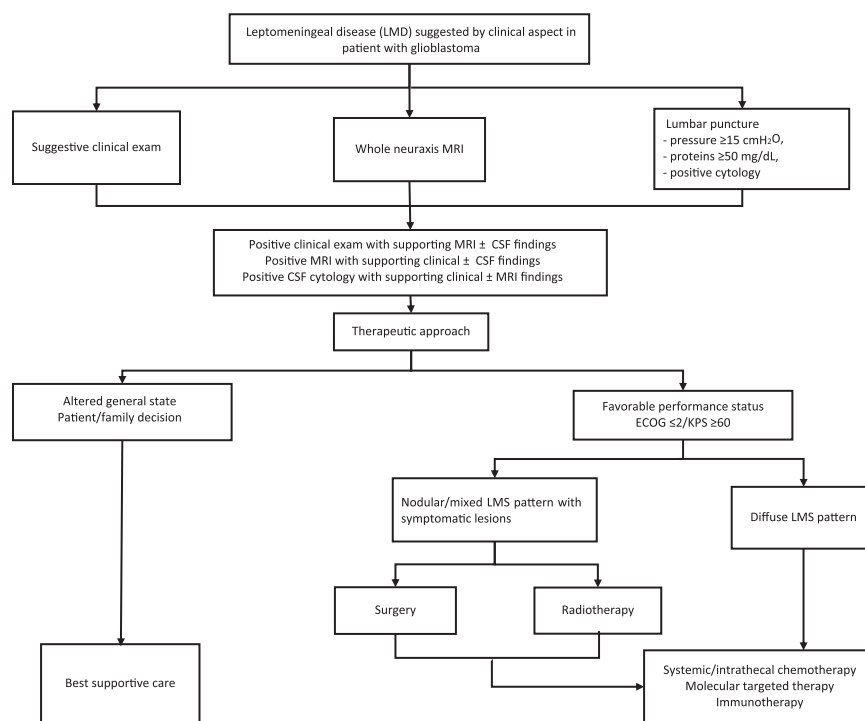 Leptomeningeal disease (LMD) suggested by clinical aspect in
patient with glioblastoma
Suggestive clinical exam
Whole neuraxis MRI
Lumbar puncture
- pressure ≥15 cmH₂O,
- proteins ≥50 mg/dL,
- positive cytology
Positive clinical exam with supporting MRI ± CSF findings
Positive MRI with supporting clinical ± CSF findings
Positive CSF cytology with supporting clinical ± MRI findings
Therapeutic approach
Altered general state
Patient/family decision
Favorable performance status
ECOG ≤2/KPS ≥60
Nodular/mixed LMS pattern with
symptomatic lesions
Diffuse LMS pattern
Surgery
Radiotherapy
Best supportive care
Systemic/intrathecal chemotherapy
Molecular targeted therapy
Immunotherapy